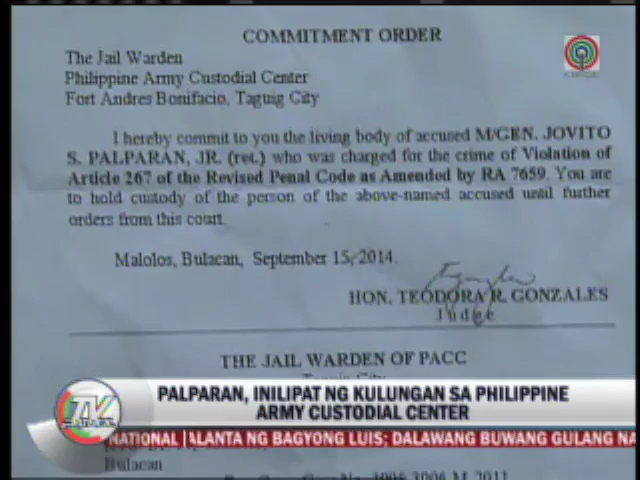 COMMITMENT ORDER
The Jail Warden
Philippine Army Custodial Center
Fort Andres Bonifacio, Taguig City
I hereby commit to you the living body of accused M/GEN. JOVITO
S. PALPARAN, JR. (ret.) who was charged for the crime of Violation of
Article 267 of the Revised Penal Code as Amended by RA 7659. You are
to hold custody of the person of the above-named accused until further
orders from this court.
Malolos, Bulacan, September 15, 2014.
HON. TEODORA R. GONZALES
Judge
THE JAIL WARDEN OF PACC
PALPARAN, INILIPAT NG KULUNGAN SA PHILIPPINE
ARMY CUSTODIAL CENTER
TV
NATIONAL ALANTA NG BAGYONG LUIS; DALAWANG BUWANG GULANG NA
Bulacan